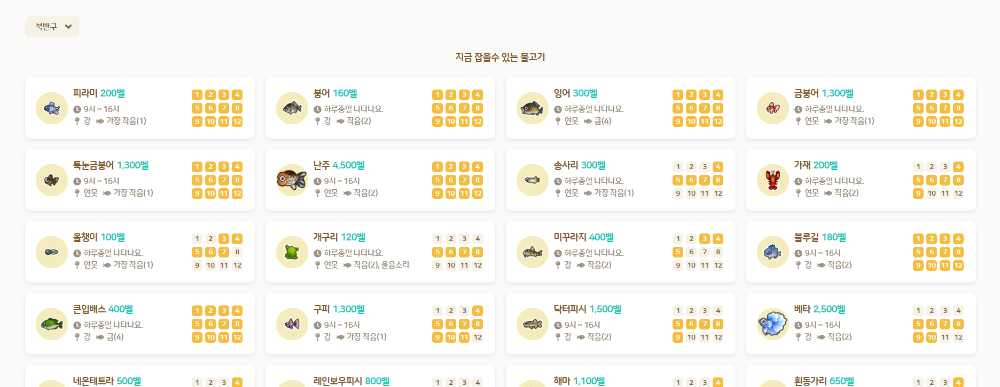 북반구
지금 잡을수 있는 물고기
피라미 200벨
9시 ~ 16시
강 가장 작음(1)
1 2 3 4
5 6 7 8
9 10 11 12
붕어 160벨
하루종일 나타나요.
강 작음(2)
1 2 3 4
5 6 7 8
9 10 11 12
잉어 300벨
하루종일 나타나요.
연못 큼(4)
1 2 3 4
5 6 7 8
9 10 11 12
금붕어 1,300벨
하루종일 나타나요.
연못 가장 작음(1)
1 2 3 4
5 6 7 8
9 10 11 12
툭눈금붕어 1,300벨
9시 ~ 16시
연못 가장 작음(1)
1 2 3 4
5 6 7 8
9 10 11 12
난주 4,500벨
9시 ~ 16시
연못 작음(2)
1 2 3 4
5 6 7 8
9 10 11 12
송사리 300벨
하루종일 나타나요.
연못 가장 작음(1)
1 2 3 4
5 6 7 8
9 10 11 12
가재 200벨
하루종일 나타나요.
연못 작음(2)
1 2 3 4
5 6 7 8
9 10 11 12
올챙이 100벨
하루종일 나타나요.
연못 가장 작음(1)
1 2 3 4
5 6 7 8
9 10 11 12
개구리 120벨
하루종일 나타나요.
연못 작음(2), 울음소리
1 2 3 4
5 6 7 8
9 10 11 12
미꾸라지 400벨
하루종일 나타나요.
강 작음(2)
1 2 3 4
5 6 7 8
9 10 11 12
블루길 180벨
9시 ~ 16시
강 작음(2)
1 2 3 4
5 6 7 8
9 10 11 12
큰입배스 400벨
하루종일 나타나요.
강 큼(4)
1 2 3 4
5 6 7 8
9 10 11 12
구피 1,300벨
9시 ~ 16시
강 가장 작음(1)
1 2 3 4
5 6 7 8
9 10 11 12
닥터피시 1,500벨
9시 ~ 16시
강 작음(2)
1 2 3 4
5 6 7 8
9 10 11 12
베타 2,500벨
9시 ~ 16시
강 작음(2)
1 2 3 4
5 6 7 8
9 10 11 12
네온테트라 500벨
1 2 3 4
레인보우피시 800벨
1 2 3 4
해마 1,100벨
1 2 3 4
흰동가리 650벨
1 2 3 4